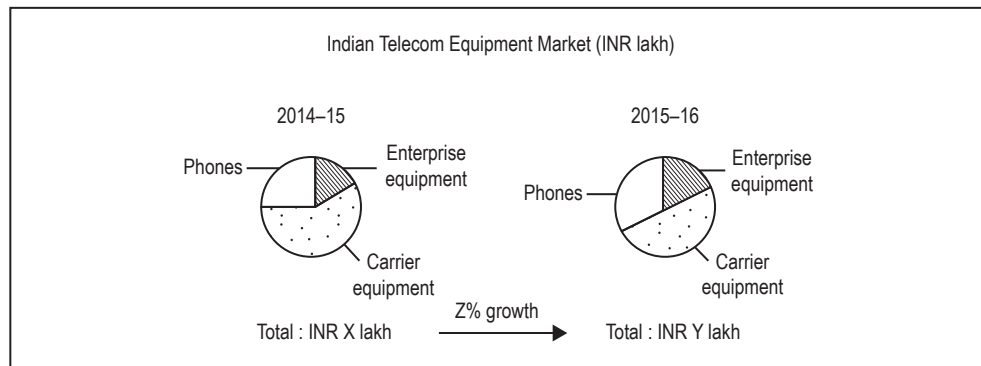 Indian Telecom Equipment Market (INR lakh)
2014–15
Phones
Enterprise
equipment
Carrier
equipment
Total : INR X lakh
Z% growth
2015–16
Phones
Enterprise
equipment
Carrier
equipment
Total : INR Y lakh